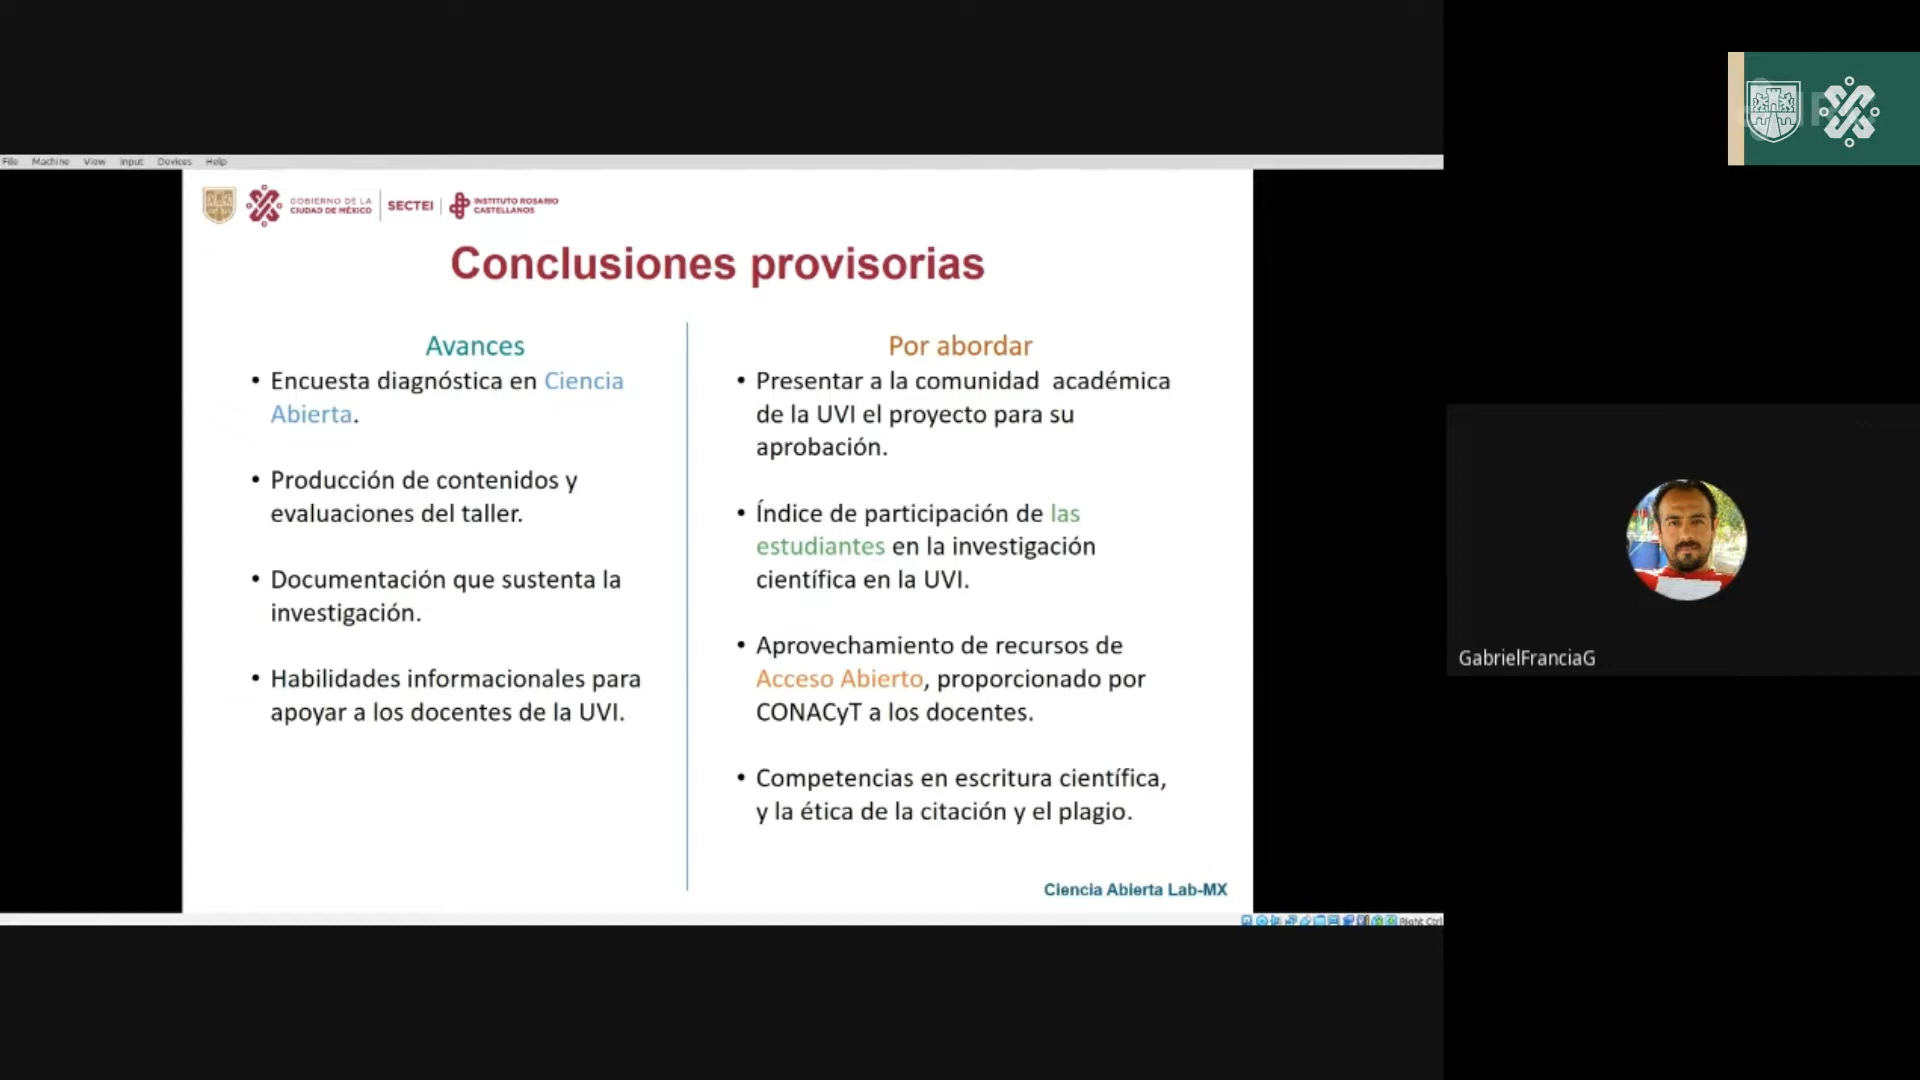 File Machine View Input Devices Help
GOBIERNO DE LA
CIUDAD DE MÉXICO
SECTEI
INSTITUTO ROSARIO
CASTELLANOS
Conclusiones provisorias
Avances
• Encuesta diagnóstica en Ciencia
Abierta.
• Producción de contenidos y
evaluaciones del taller.
• Documentación que sustenta la
investigación.
• Habilidades informacionales para
apoyar a los docentes de la UVI.
Por abordar
• Presentar a la comunidad académica
de la UVI el proyecto para su
aprobación.
• Índice de participación de las
estudiantes en la investigación
científica en la UVI.
• Aprovechamiento de recursos de
Acceso Abierto, proporcionado por
CONACyT a los docentes.
• Competencias en escritura científica,
y la ética de la citación y el plagio.
Ciencia Abierta Lab-MX
Right Ctrl
GabrielFranciaG